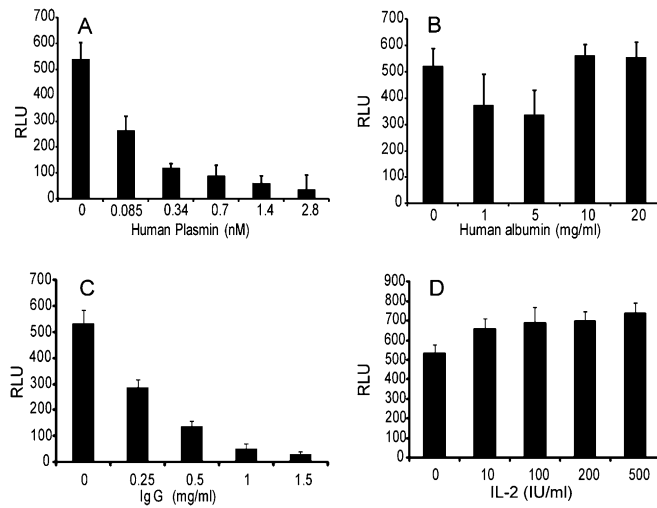 A
700
600
500
400
300
200
100
0
RLU
0 0.085 0.34 0.7 1.4 2.8
Human Plasmin (nM)
B
700
600
500
400
300
200
100
0
RLU
0 1 5 10 20
Human albumin (mg/ml)
C
700
600
500
400
300
200
100
0
RLU
0 0.25 0.5 1 1.5
IgG (mg/ml)
D
900
800
700
600
500
400
300
200
100
0
RLU
0 10 100 200 500
IL-2 (IU/ml)